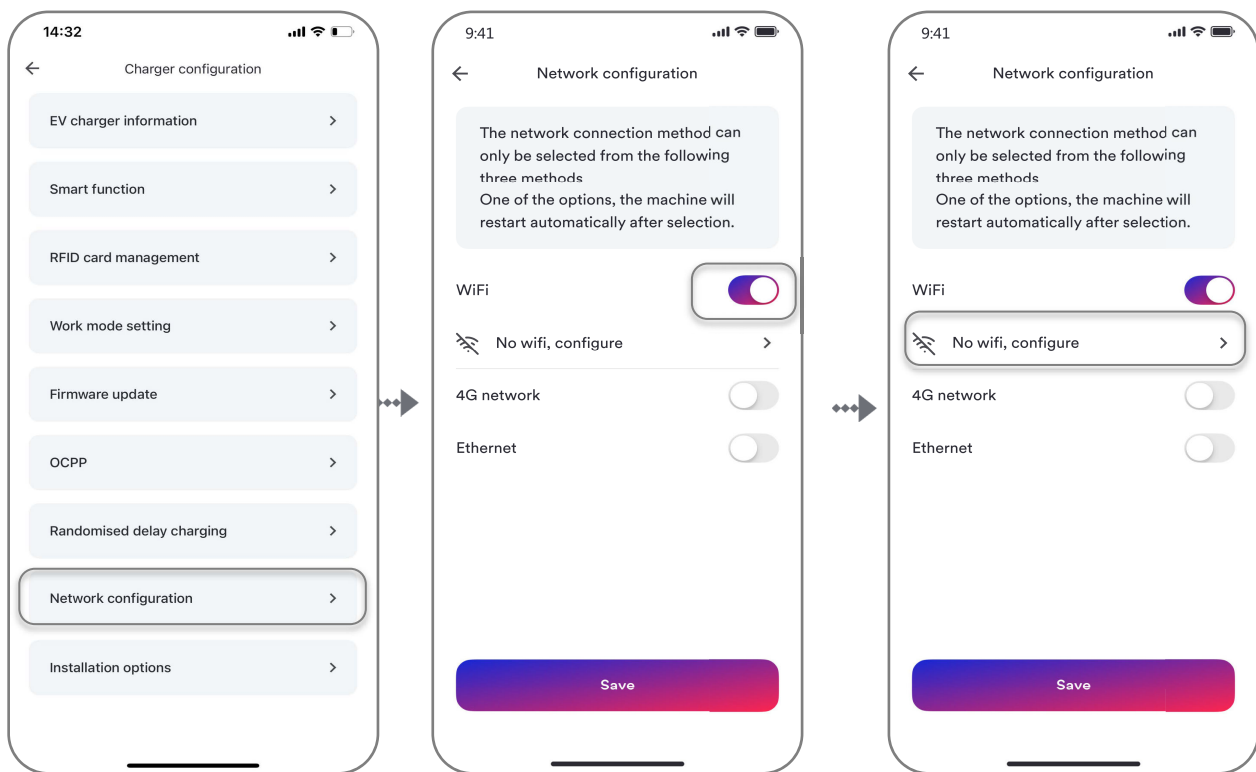 14:32
Charger configuration
EV charger information
Smart function
RFID card management
Work mode setting
Firmware update
OCPP
Randomised delay charging
Network configuration
Installation options
9:41
Network configuration
The network connection method can
only be selected from the following
three methods
One of the options, the machine will
restart automatically after selection.
WiFi
No wifi, configure
4G network
Ethernet
Save
9:41
Network configuration
The network connection method can
only be selected from the following
three methods
One of the options, the machine will
restart automatically after selection.
WiFi
No wifi, configure
4G network
Ethernet
Save